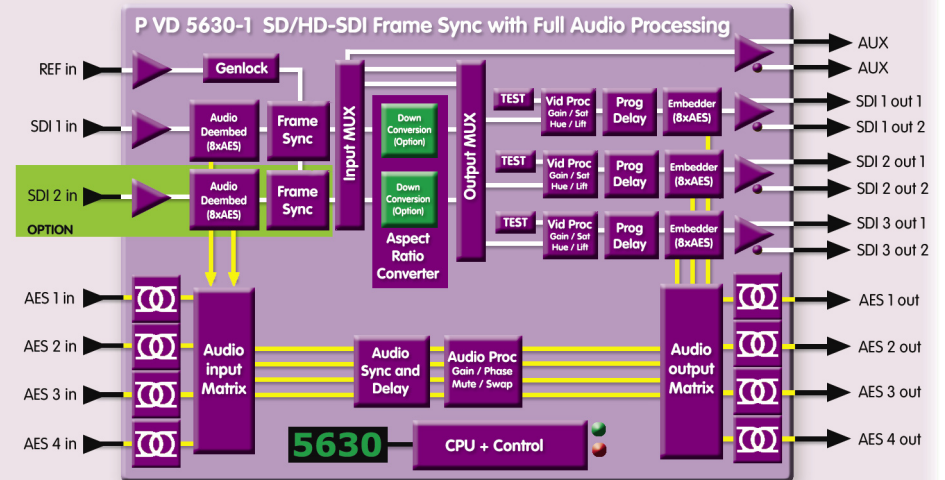 P VD 5630-1 SD/HD-SDI Frame Sync with Full Audio Processing
REF in
Genlock
SDI 1 in
Audio
Deembed
(8xAES)
Frame
Sync
SDI 2 in
OPTION
Audio
Deembed
(8xAES)
Frame
Sync
Input MUX
Down
Conversion
(Option)
Down
Conversion
(Option)
Aspect
Ratio
Converter
Output MUX
TEST
Vid Proc
Gain / Sat
Hue / Lift
Prog
Delay
Embedder
(8xAES)
TEST
Vid Proc
Gain / Sat
Hue / Lift
Prog
Delay
Embedder
(8xAES)
TEST
Vid Proc
Gain / Sat
Hue / Lift
Prog
Delay
Embedder
(8xAES)
AUX
AUX
SDI 1 out 1
SDI 1 out 2
SDI 2 out 1
SDI 2 out 2
SDI 3 out 1
SDI 3 out 2
AES 1 in
AES 2 in
AES 3 in
AES 4 in
Audio
input
Matrix
Audio
Sync and
Delay
Audio Proc
Gain / Phase
Mute / Swap
Audio
output
Matrix
AES 1 out
AES 2 out
AES 3 out
AES 4 out
5630
CPU + Control